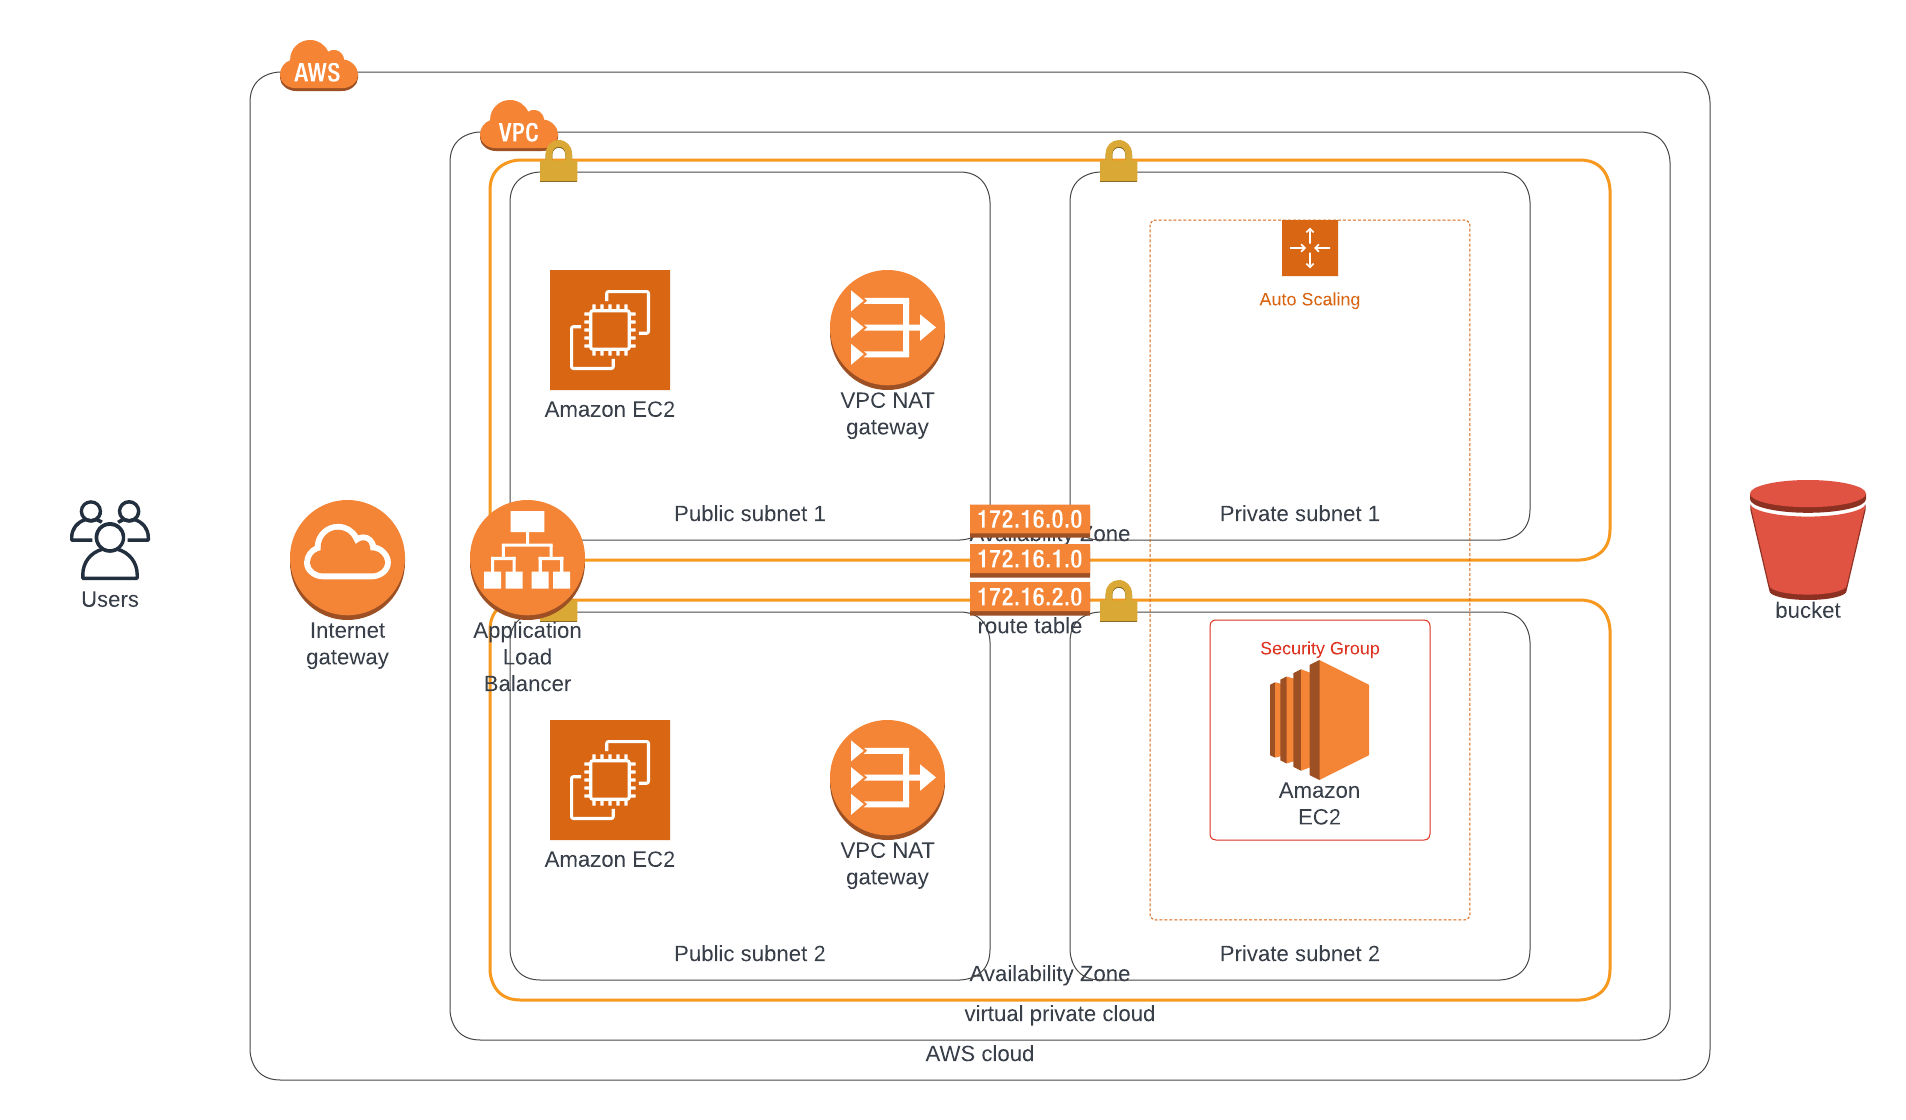 AWS
VPC
Auto Scaling
Amazon EC2
VPC NAT
gateway
Public subnet 1
Private subnet 1
172.16.0.0
Availability Zone
172.16.1.0
172.16.2.0
route table
Users
Internet
gateway
Application
Load
Balancer
bucket
Security Group
Amazon
EC2
Amazon EC2
VPC NAT
gateway
Public subnet 2
Private subnet 2
Availability Zone
virtual private cloud
AWS cloud